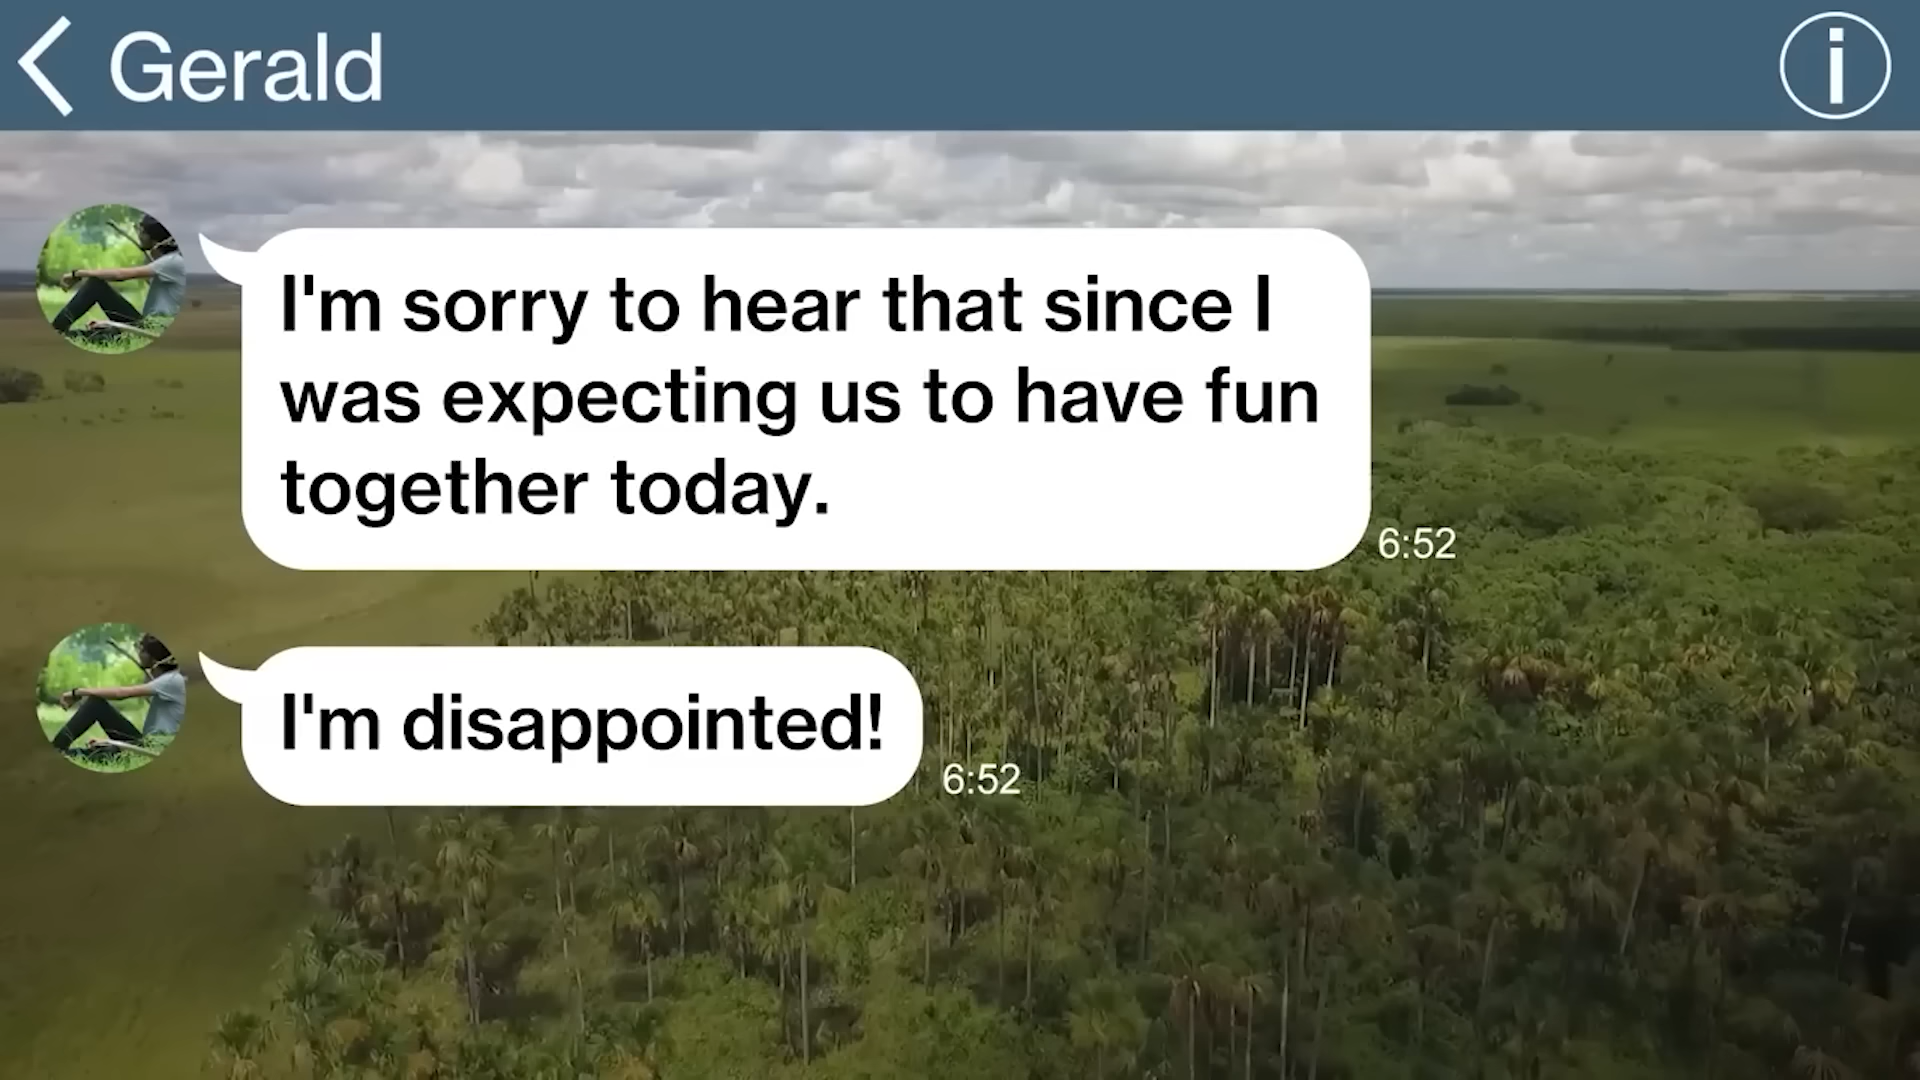 Gerald
I'm sorry to hear that since I
was expecting us to have fun
together today.
6:52
I'm disappointed!
6:52